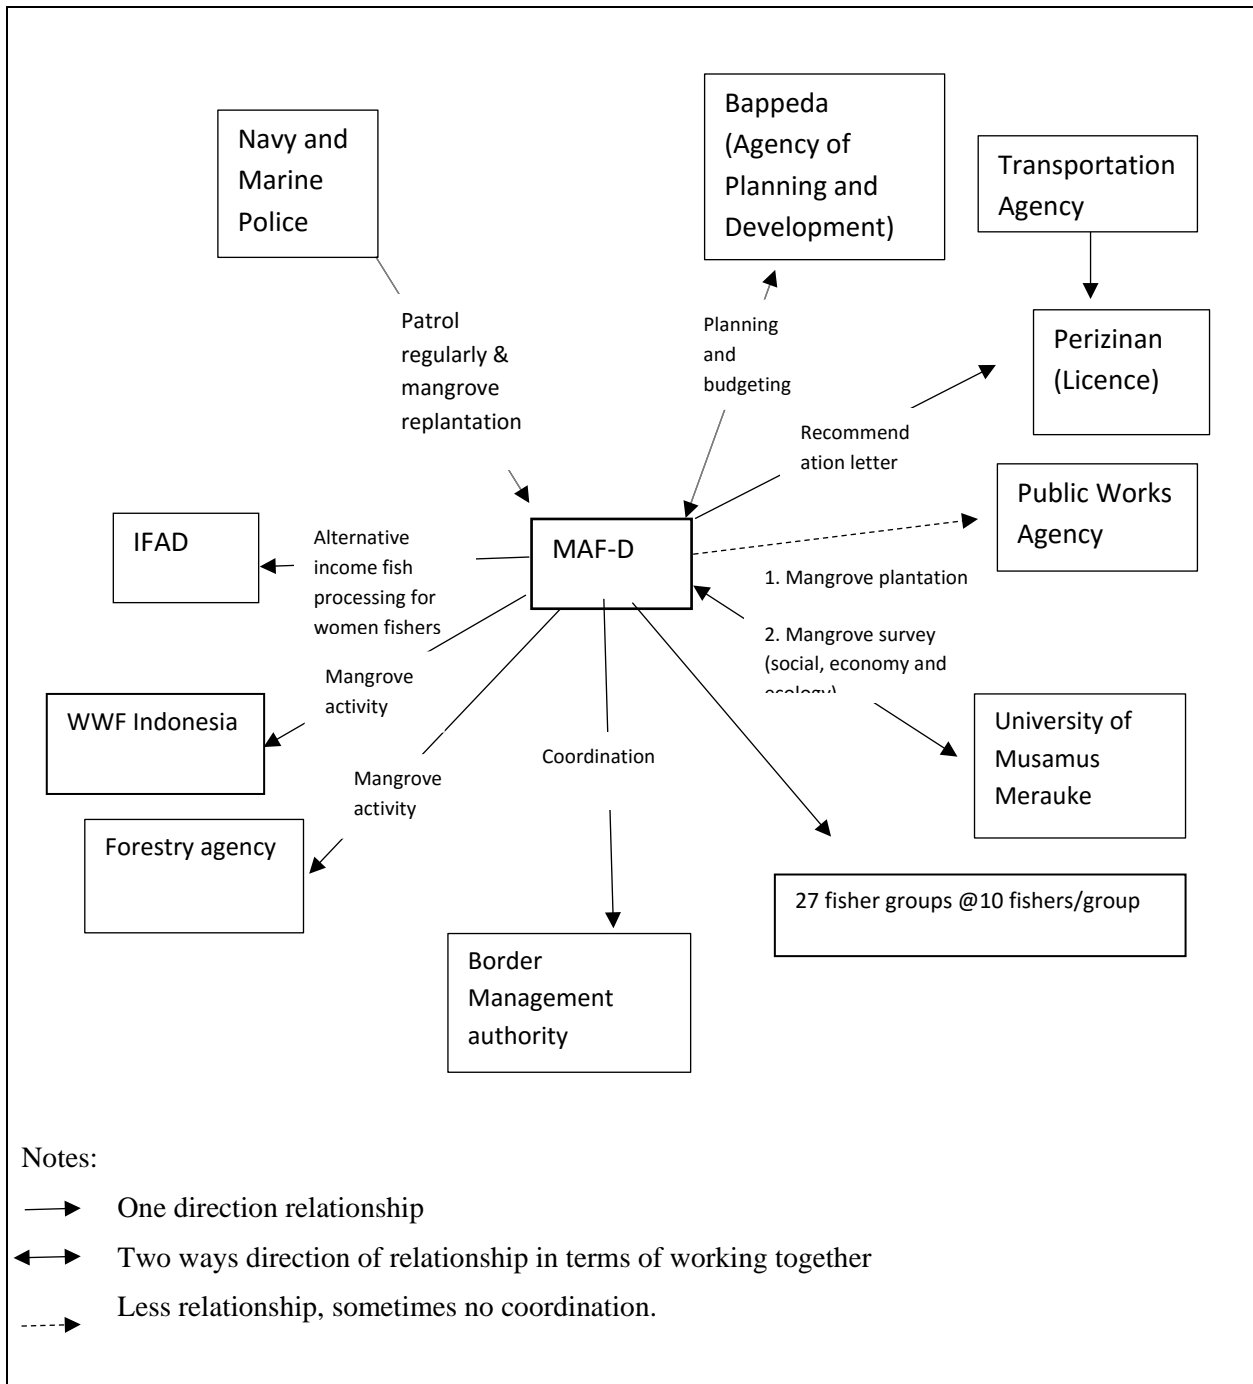 Navy and
Marine
Police
Bappeda
(Agency of
Planning and
Development)
Transportation
Agency
Perizinan
(Licence)
Patrol
regularly &
mangrove
replantation
Planning
and
budgeting
Recommend
ation letter
Public Works
Agency
IFAD
Alternative
income fish
processing for
women fishers
MAF-D
1. Mangrove plantation
2. Mangrove survey
(social, economy and
ecology)
Mangrove
activity
WWF Indonesia
University of
Musamus
Merauke
Coordination
Mangrove
activity
Forestry agency
27 fisher groups @10 fishers/group
Border
Management
authority
Notes:
One direction relationship
Two ways direction of relationship in terms of working together
Less relationship, sometimes no coordination.